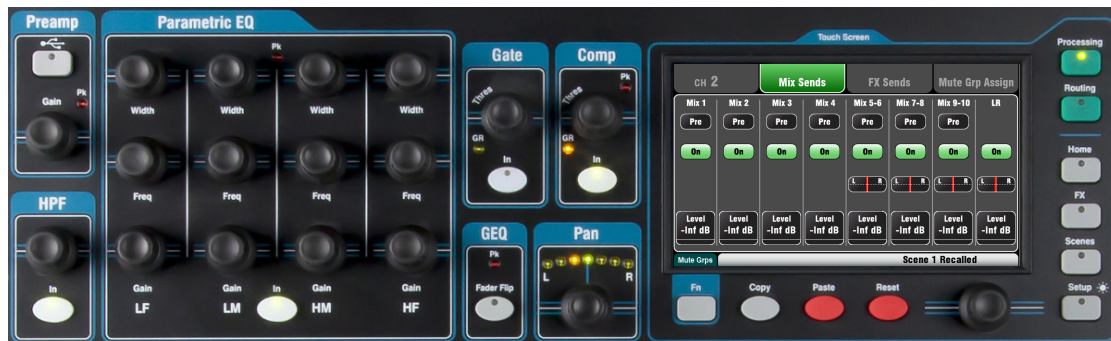 Preamp
Gain
Pk
HPF
In
Parametric EQ
Pk
Width Width Width Width
Freq Freq Freq Freq
Gain Gain In Gain Gain
LF LM HM HF
Gate
Thres
GR
In
Comp
Pk
Thres
GR
In
GEQ
Pk
Fader Flip
Pan
L R
Touch Screen
CH 2 Mix Sends FX Sends Mute Grp Assign
Mix 1 Mix 2 Mix 3 Mix 4 Mix 5-6 Mix 7-8 Mix 9-10 LR
Pre Pre Pre Pre Pre Pre Pre
On On On On On On On On
L R L R L R L R
Level Level Level Level Level Level Level Level
-Inf dB -Inf dB -Inf dB -Inf dB -Inf dB -Inf dB -Inf dB -Inf dB
Mute Grps Scene 1 Recalled
Fn Copy Paste Reset
Processing
Routing
Home
FX
Scenes
Setup